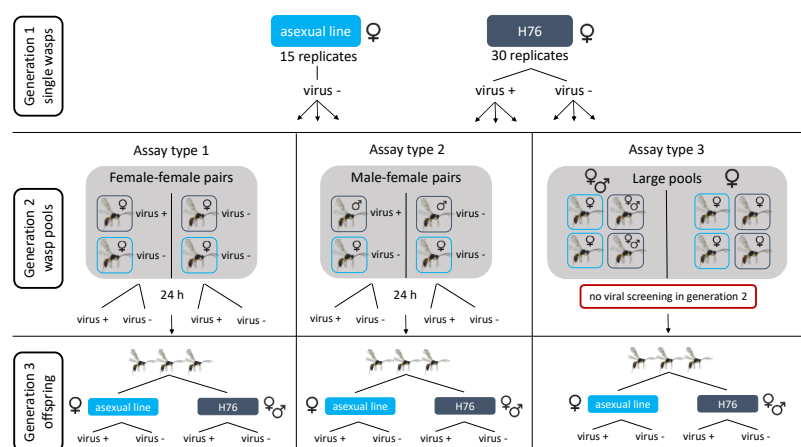 Generation 1
single wasps
asexual line ♀
H76 ♀
15 replicates
30 replicates
virus -
virus +
virus -
Generation 2
wasp pools
Assay type 1
Female-female pairs
♀ virus +
♀ virus -
♀ virus -
♀ virus -
24 h
virus +
virus -
virus +
virus -
Assay type 2
Male-female pairs
♂ virus +
♂ virus -
♀ virus -
♀ virus -
24 h
virus +
virus -
virus +
virus -
Assay type 3
♀♂ Large pools ♀
♀ ♀♂ ♀ ♀
♀ ♀♂ ♀ ♀
no viral screening in generation 2
Generation 3
offspring
♀ asexual line
H76 ♀♂
virus +
virus -
virus +
virus -
♀ asexual line
H76 ♀♂
virus +
virus -
virus +
virus -
♀ asexual line
H76 ♀♂
virus +
virus -
virus +
virus -